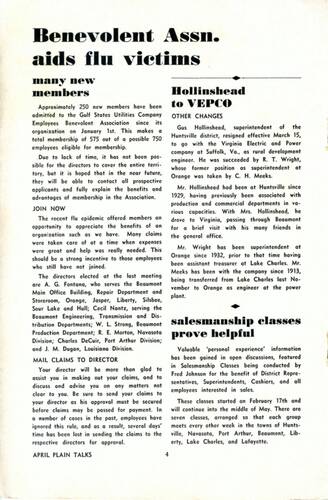 Benevolent Assn.
aids flu victims
many new
members
Approximately 250 new members have been
admitted to the Gulf States Utilities Company
Employees Benevolent Association since its
organization on January 1st. This makes a
total membership of 575 out of a possible 750
employees eligible for membership.
Due to lack of time, it has not been pos-
sible for the directors to cover the entire terri-
tory, but it is hoped that in the near future,
they will be able to contact all prospective
applicants and fully explain the benefits and
advantages of membership in the Association.
JOIN NOW
The recent flu epidemic offered members an
opportunity to appreciate the benefits of an
organization such as we have. Many claims
were taken care of at a time when expenses
were great and help was really needed. This
should be a strong incentive to those employees
who still have not joined.
The directors elected at the last meeting
are A. G. Fontana, who serves the Beaumont
Main Office Building, Repair Department and
Storeroom, Orange, Jasper, Liberty, Silsbee,
Sour Lake and Hull; Cecil Nantz, serving the
Beaumont Engineering, Transmission and Dis-
tribution Departments; W. L. Strong, Beaumont
Production Department; R. E. Morton, Navasota
Division; Charles DeCuir, Port Arthur Division;
and J. M. Dugan, Louisiana Division.
MAIL CLAIMS TO DIRECTOR
Your director will be more than glad to
assist you in making out your claims, and to
discuss and advise you on any matters not
clear to you. Be sure to send your claims to
your director as his approval must be secured
before claims may be passed for payment. In
a number of cases in the past, employees have
ignored this rule, and as a result, several days'
time has been lost in sending the claims to the
respective directors for approval.
Hollinshead
to VEPCO
OTHER CHANGES
Gus Hollinshead, superintendent of the
Huntsville district, resigned effective March 15,
to go with the Virginia Electric and Power
company at Suffolk, Va., as rural development
engineer. He was succeeded by R. T. Wright,
whose former position as superintendent at
Orange was taken by C. H. Meeks.
Mr. Hollinshead had been at Huntsville since
1929, having previously been associated with
production and commercial departments in va-
rious capacities. With Mrs. Hollinshead, he
drove to Virginia, passing through Beaumont
for a brief visit with his many friends in
the general office.
Mr. Wright has been superintendent at
Orange since 1932, prior to that time having
been assistant treasurer at Lake Charles. Mr.
Meeks has been with the company since 1913,
being transferred from Lake Charles last No-
vember to Orange as engineer at the power
plant.
salesmanship classes
prove helpful
Valuable 'personal experience' information
has been gained in open discussions, featured
in Salesmanship Classes being conducted by
Fred Johnson for the benefit of District Repre-
sentatives, Superintendents, Cashiers, and all
employees interested in sales.
These classes started on February 17th and
will continue into the middle of May. There are
seven classes, arranged so that each group
meets every other week in the towns of Hunts-
ville, Navasota, Port Arthur, Beaumont, Lib-
erty, Lake Charles, and Lafayette.
APRIL PLAIN TALKS
4